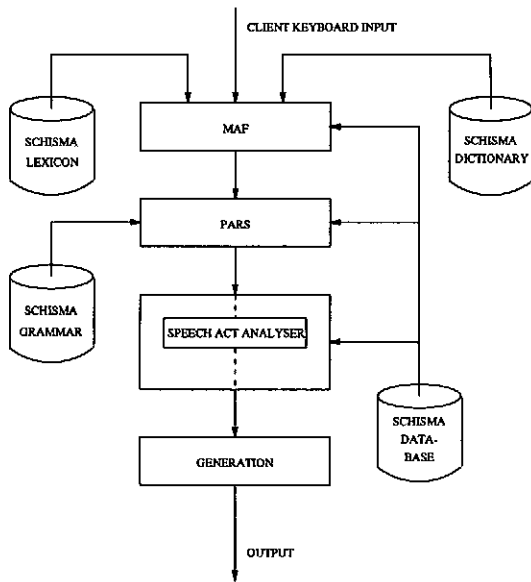 CLIENT KEYBOARD INPUT
MAF
SCHISMA
LEXICON
SCHISMA
DICTIONARY
PARS
SCHISMA
GRAMMAR
SPEECH ACT ANALYSER
SCHISMA
DATA-
BASE
GENERATION
OUTPUT